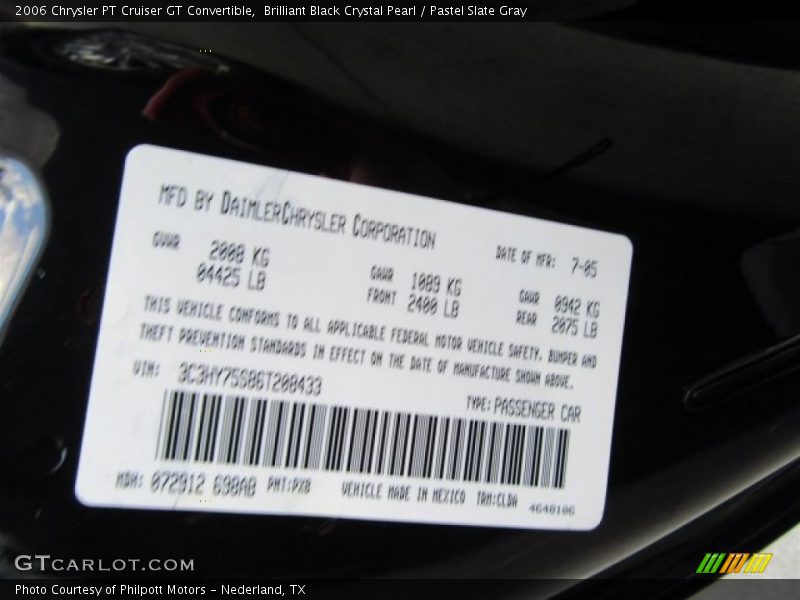 2006 Chrysler PT Cruiser GT Convertible, Brilliant Black Crystal Pearl / Pastel Slate Gray
MFD BY DAIMLERCHRYSLER CORPORATION
DATE OF MFR: 7-05
GVWR 2008 KG
04425 LB
GAWR FRONT 1089 KG
2400 LB
GAWR REAR 0942 KG
2075 LB
THIS VEHICLE CONFORMS TO ALL APPLICABLE FEDERAL MOTOR VEHICLE SAFETY, BUMPER AND
THEFT PREVENTION STANDARDS IN EFFECT ON THE DATE OF MANUFACTURE SHOWN ABOVE.
VIN: 3C3HY75S86T208433
TYPE: PASSENGER CAR
MDH: 072912 698AB PNT:PX8 VEHICLE MADE IN MEXICO TRM:CLDA
4648106
GTCARLOT.COM
Photo Courtesy of Philpott Motors - Nederland, TX